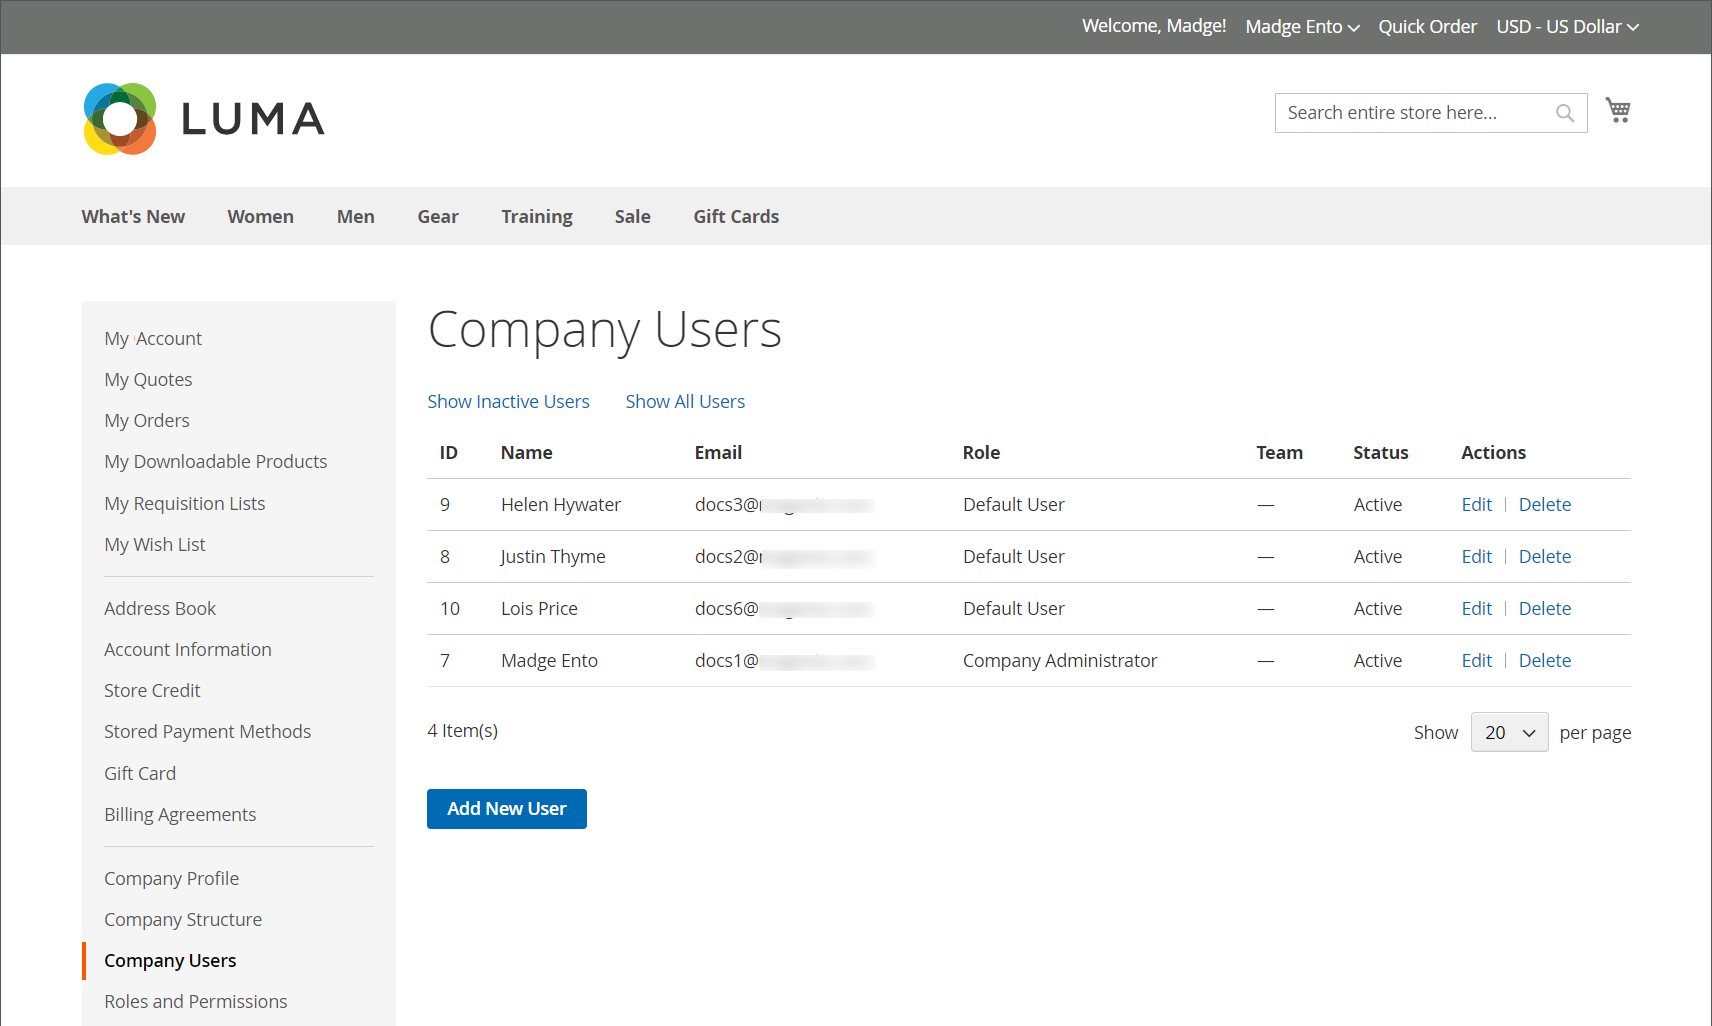 Welcome, Madge! Madge Ento Quick Order USD - US Dollar
LUMA
Search entire store here...
What's New Women Men Gear Training Sale Gift Cards
My Account
My Quotes
My Orders
My Downloadable Products
My Requisition Lists
My Wish List
Address Book
Account Information
Store Credit
Stored Payment Methods
Gift Card
Billing Agreements
Company Profile
Company Structure
Company Users
Roles and Permissions
Company Users
Show Inactive Users Show All Users
ID Name Email Role Team Status Actions
9 Helen Hywater docs3@ Default User — Active Edit | Delete
8 Justin Thyme docs2@ Default User — Active Edit | Delete
10 Lois Price docs6@ Default User — Active Edit | Delete
7 Madge Ento docs1@ Company Administrator — Active Edit | Delete
4 Item(s)
Show 20 per page
Add New User